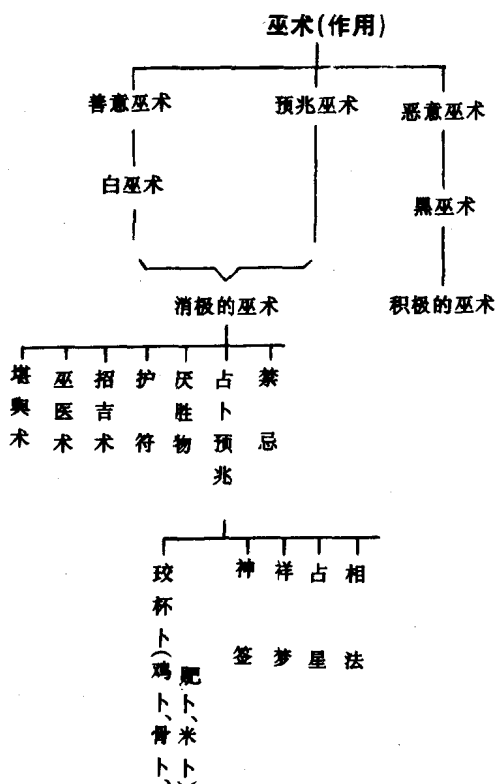 巫术(作用)
善意巫术
预兆巫术
恶意巫术
白巫术
黑巫术
消极的巫术
积极的巫术
堪舆术
巫医术
招吉术
护符
厌胜物
占卜预兆
禁忌
珓杯卜(鸡卜、骨卜、
肥卜、米卜)
神签
祥梦
占星
相法